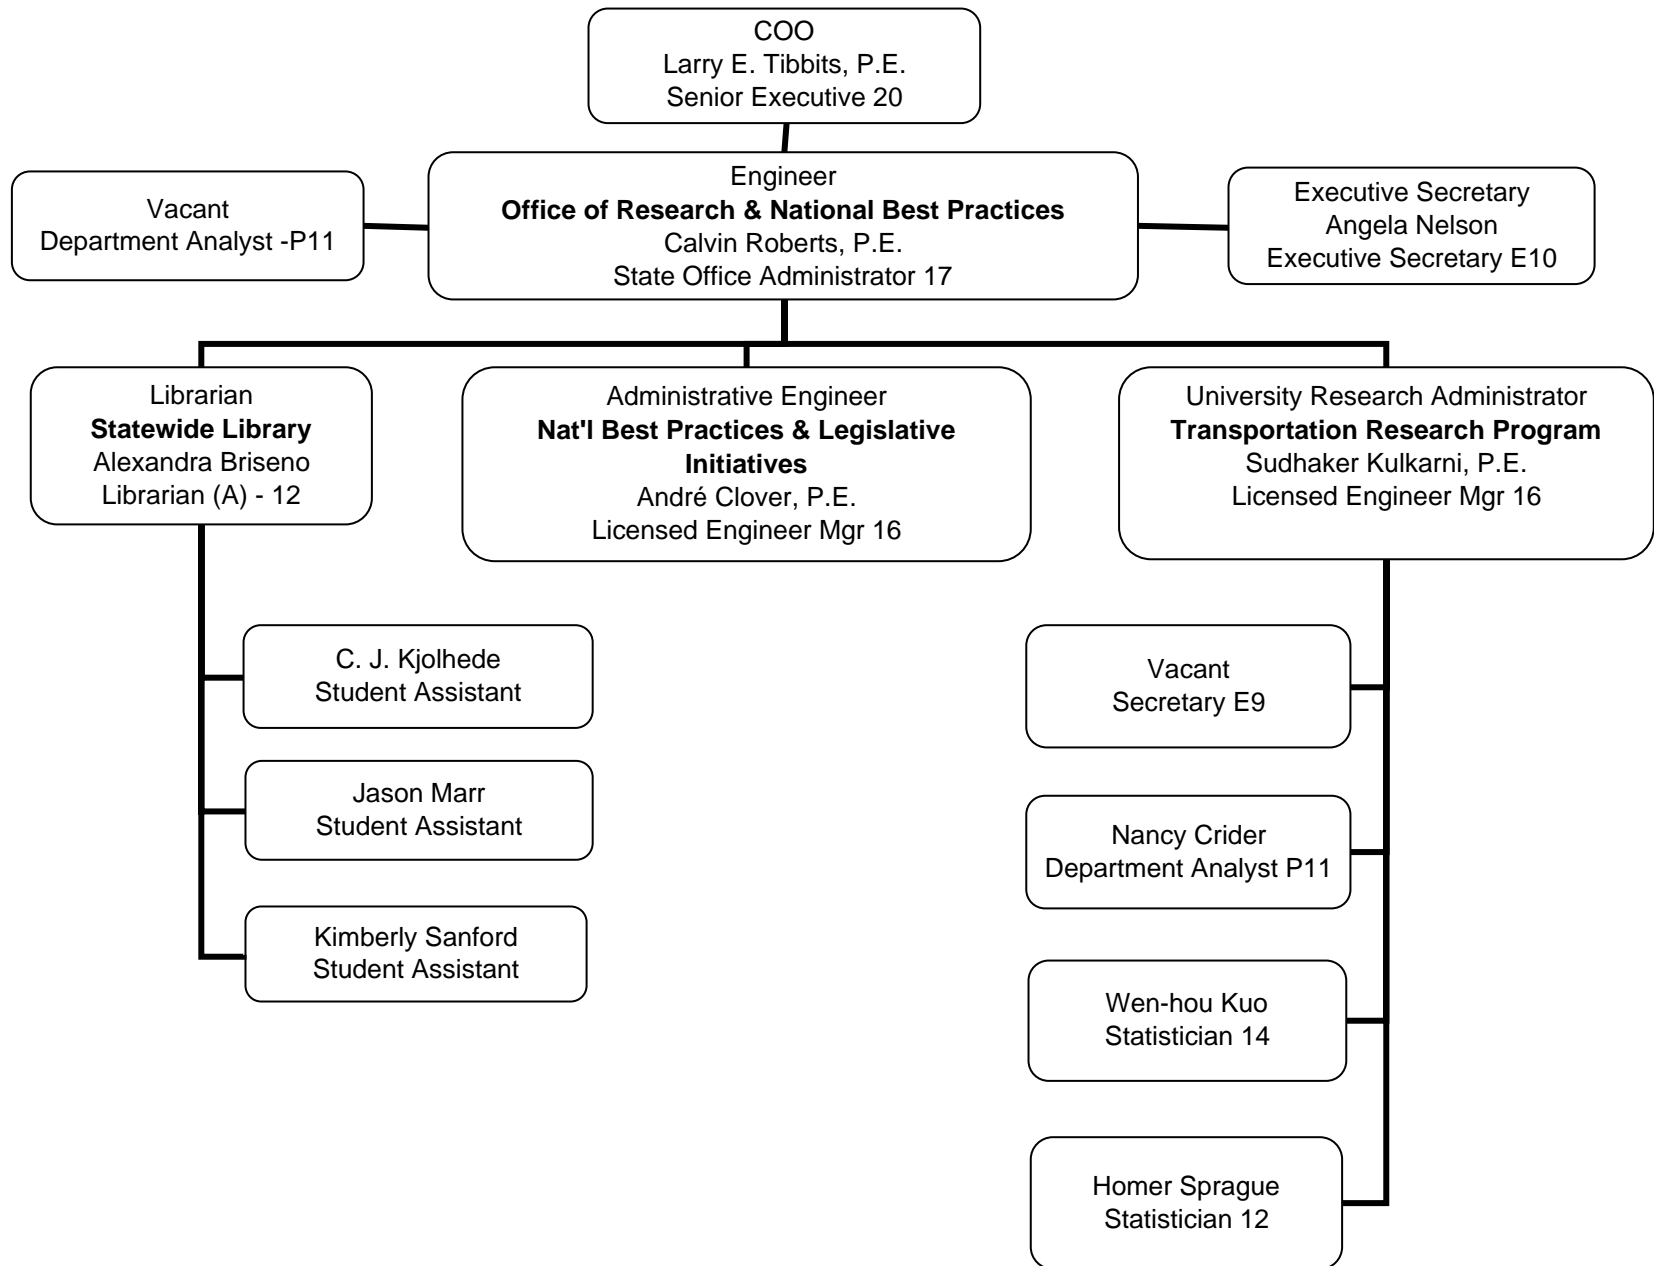 COO
Larry E. Tibbits, P.E.
Senior Executive 20
Vacant
Department Analyst -P11
Engineer
Office of Research & National Best Practices
Calvin Roberts, P.E.
State Office Administrator 17
Executive Secretary
Angela Nelson
Executive Secretary E10
Librarian
Statewide Library
Alexandra Briseno
Librarian (A) - 12
Administrative Engineer
Nat'l Best Practices & Legislative
Initiatives
André Clover, P.E.
Licensed Engineer Mgr 16
University Research Administrator
Transportation Research Program
Sudhaker Kulkarni, P.E.
Licensed Engineer Mgr 16
C. J. Kjolhede
Student Assistant
Jason Marr
Student Assistant
Kimberly Sanford
Student Assistant
Vacant
Secretary E9
Nancy Crider
Department Analyst P11
Wen-hou Kuo
Statistician 14
Homer Sprague
Statistician 12